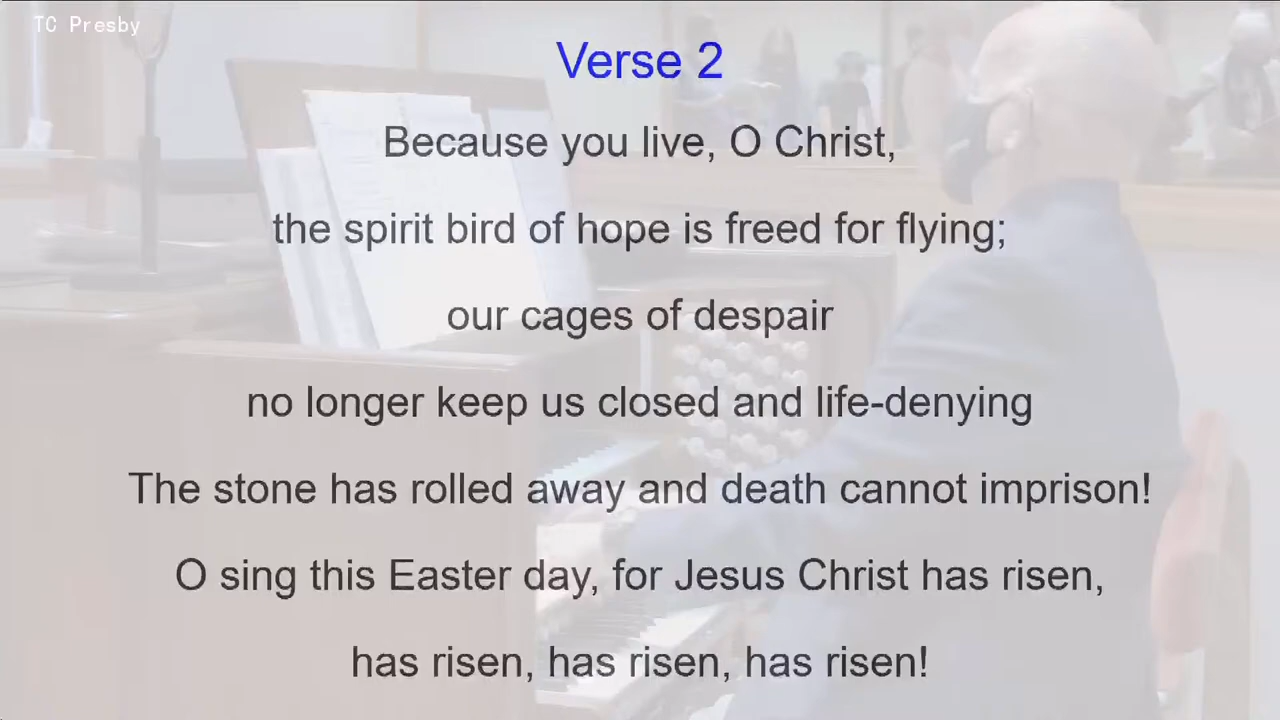 TC Presby
Verse 2
Because you live, O Christ,
the spirit bird of hope is freed for flying;
our cages of despair
no longer keep us closed and life-denying
The stone has rolled away and death cannot imprison!
O sing this Easter day, for Jesus Christ has risen,
has risen, has risen, has risen!